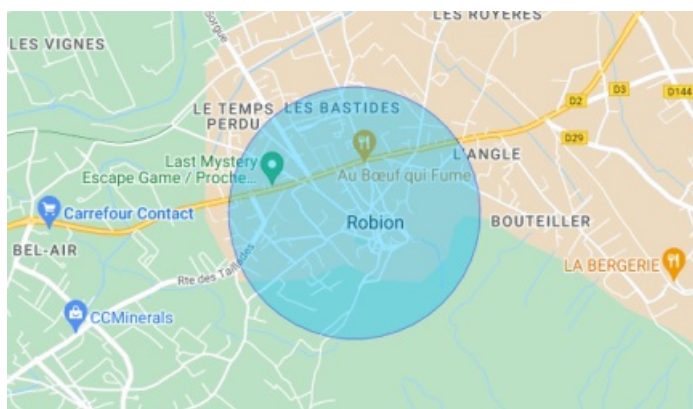 LES ROYÈRES
LES VIGNES
Sorgue
D3
D144
D2
LE TEMPS
PERDU
LES BASTIDES
D29
Last Mystery
Escape Game / Proche...
L'ANGLE
Au Bœuf qui Fume
Carrefour Contact
Robion
BOUTEILLER
BEL-AIR
Rte des Taillades
LA BERGERIE
CCMinerals